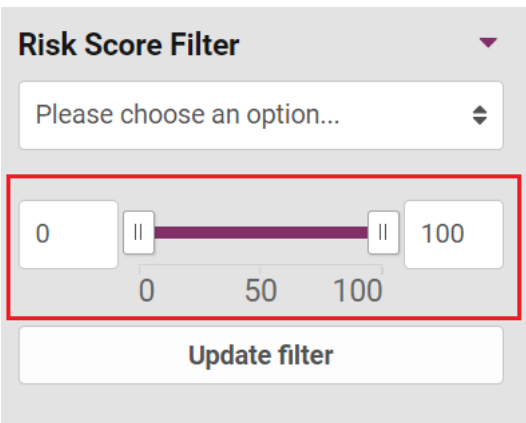 Risk Score Filter
Please choose an option...
0 100
0 50 100
Update filter